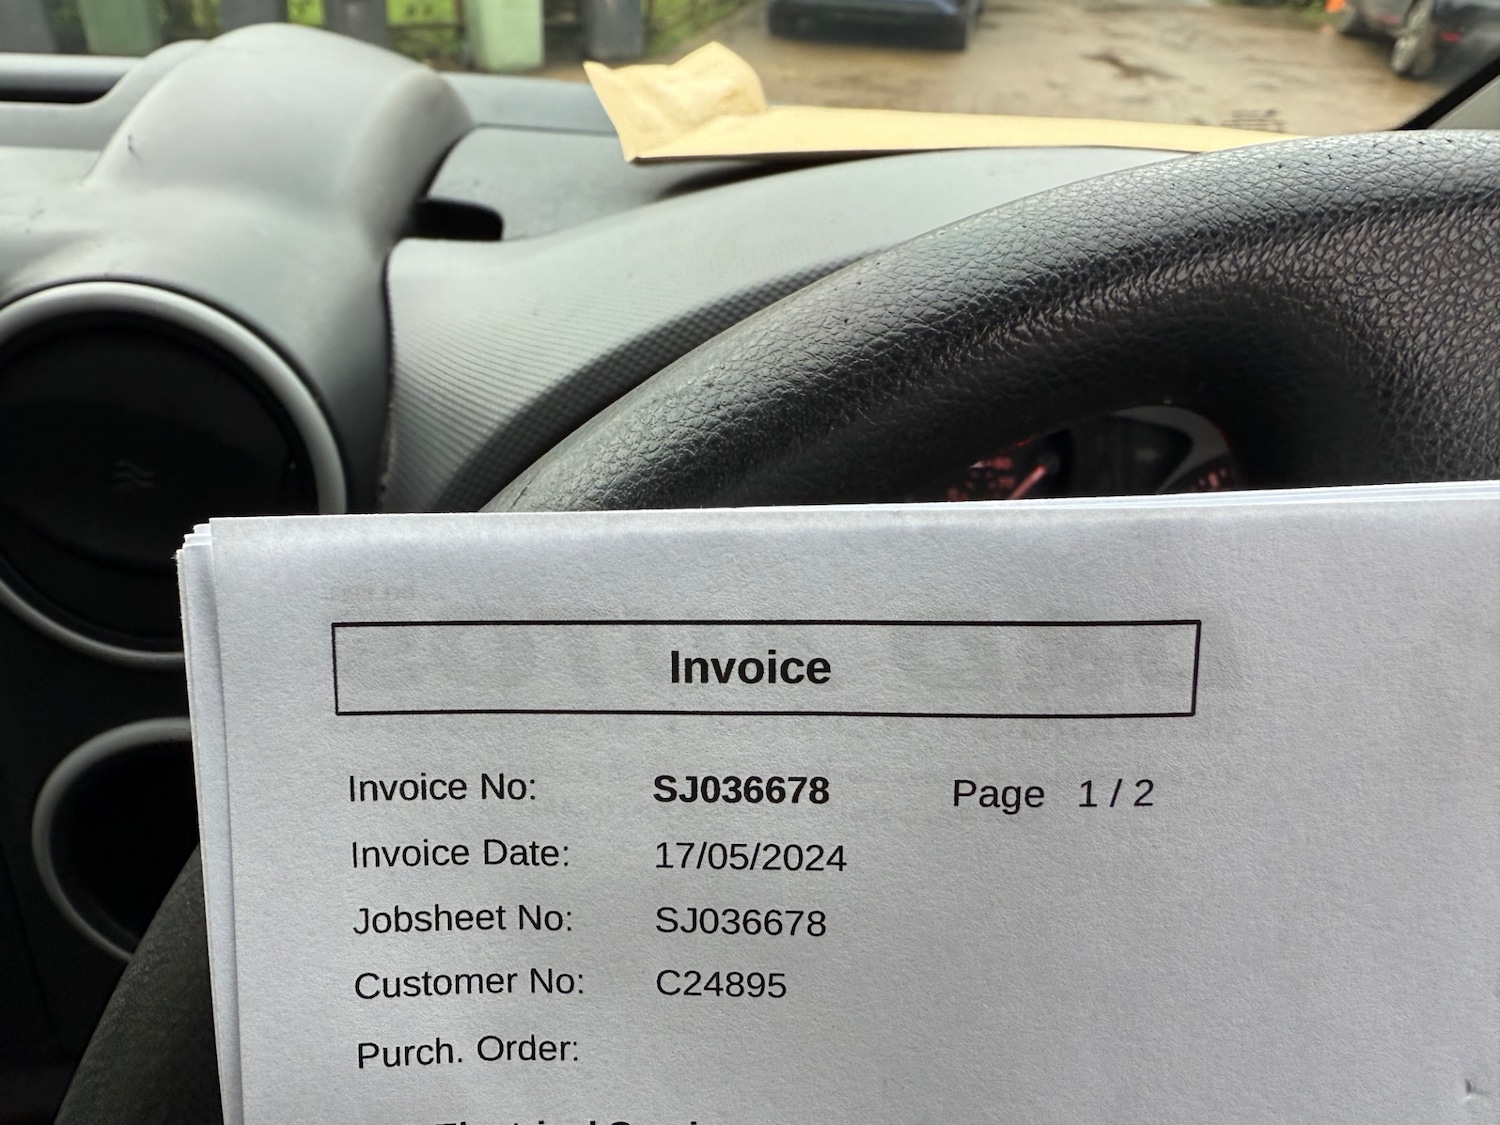 Invoice
Invoice No: SJ036678 Page 1 / 2
Invoice Date: 17/05/2024
Jobsheet No: SJ036678
Customer No: C24895
Purch. Order: